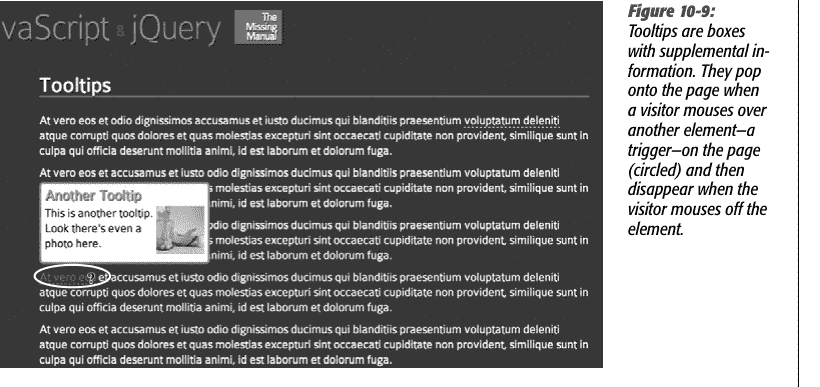 vaScript & jQuery
The
Missing
Manual
Tooltips
At vero eos et odio dignissimos accusamus et iusto ducimus qui blanditiis praesentium voluptatum deleniti
atque corrupti quos dolores et quas molestias excepturi sint occaecati cupiditate non provident, similique sunt in
culpa qui officia deserunt mollitia animi, id est laborum et dolorum fuga.
At vero eos et accusamus et iusto odio dignissimos ducimus qui blanditiis praesentium voluptatum deleniti
s molestias excepturi sint occaecati cupiditate non provident, similique sunt in
nimi, id est laborum et dolorum fuga.
Another Tooltip
This is another tooltip.
Look there's even a
photo here.
odio dignissimos ducimus qui blanditiis praesentium voluptatum deleniti
s molestias excepturi sint occaecati cupiditate non provident, similique sunt in
nimi, id est laborum et dolorum fuga.
At vero eos et accusamus et iusto odio dignissimos ducimus qui blanditiis praesentium voluptatum deleniti
atque corrupti quos dolores et quas molestias excepturi sint occaecati cupiditate non provident, similique sunt in
culpa qui officia deserunt mollitia animi, id est laborum et dolorum fuga.
At vero eos et accusamus et iusto odio dignissimos ducimus qui blanditiis praesentium voluptatum deleniti
atque corrupti quos dolores et quas molestias excepturi sint occaecati cupiditate non provident, similique sunt in
culpa qui officia deserunt mollitia animi, id est laborum et dolorum fuga.
Figure 10-9:
Tooltips are boxes
with supplemental in-
formation. They pop
onto the page when
a visitor mouses over
another element—a
trigger—on the page
(circled) and then
disappear when the
visitor mouses off the
element.